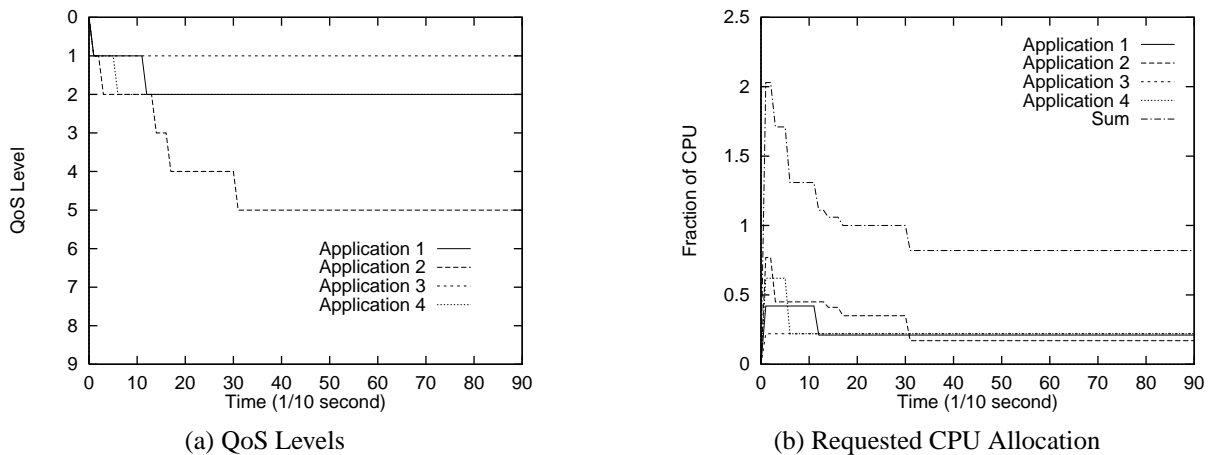 0
1
2
3
4
5
6
7
8
9
QoS Level
Application 1
Application 2
Application 3
Application 4
0 10 20 30 40 50 60 70 80 90
Time (1/10 second)
(a) QoS Levels
2.5
2
1.5
1
0.5
0
Fraction of CPU
Application 1
Application 2
Application 3
Application 4
Sum
0 10 20 30 40 50 60 70 80 90
Time (1/10 second)
(b) Requested CPU Allocation